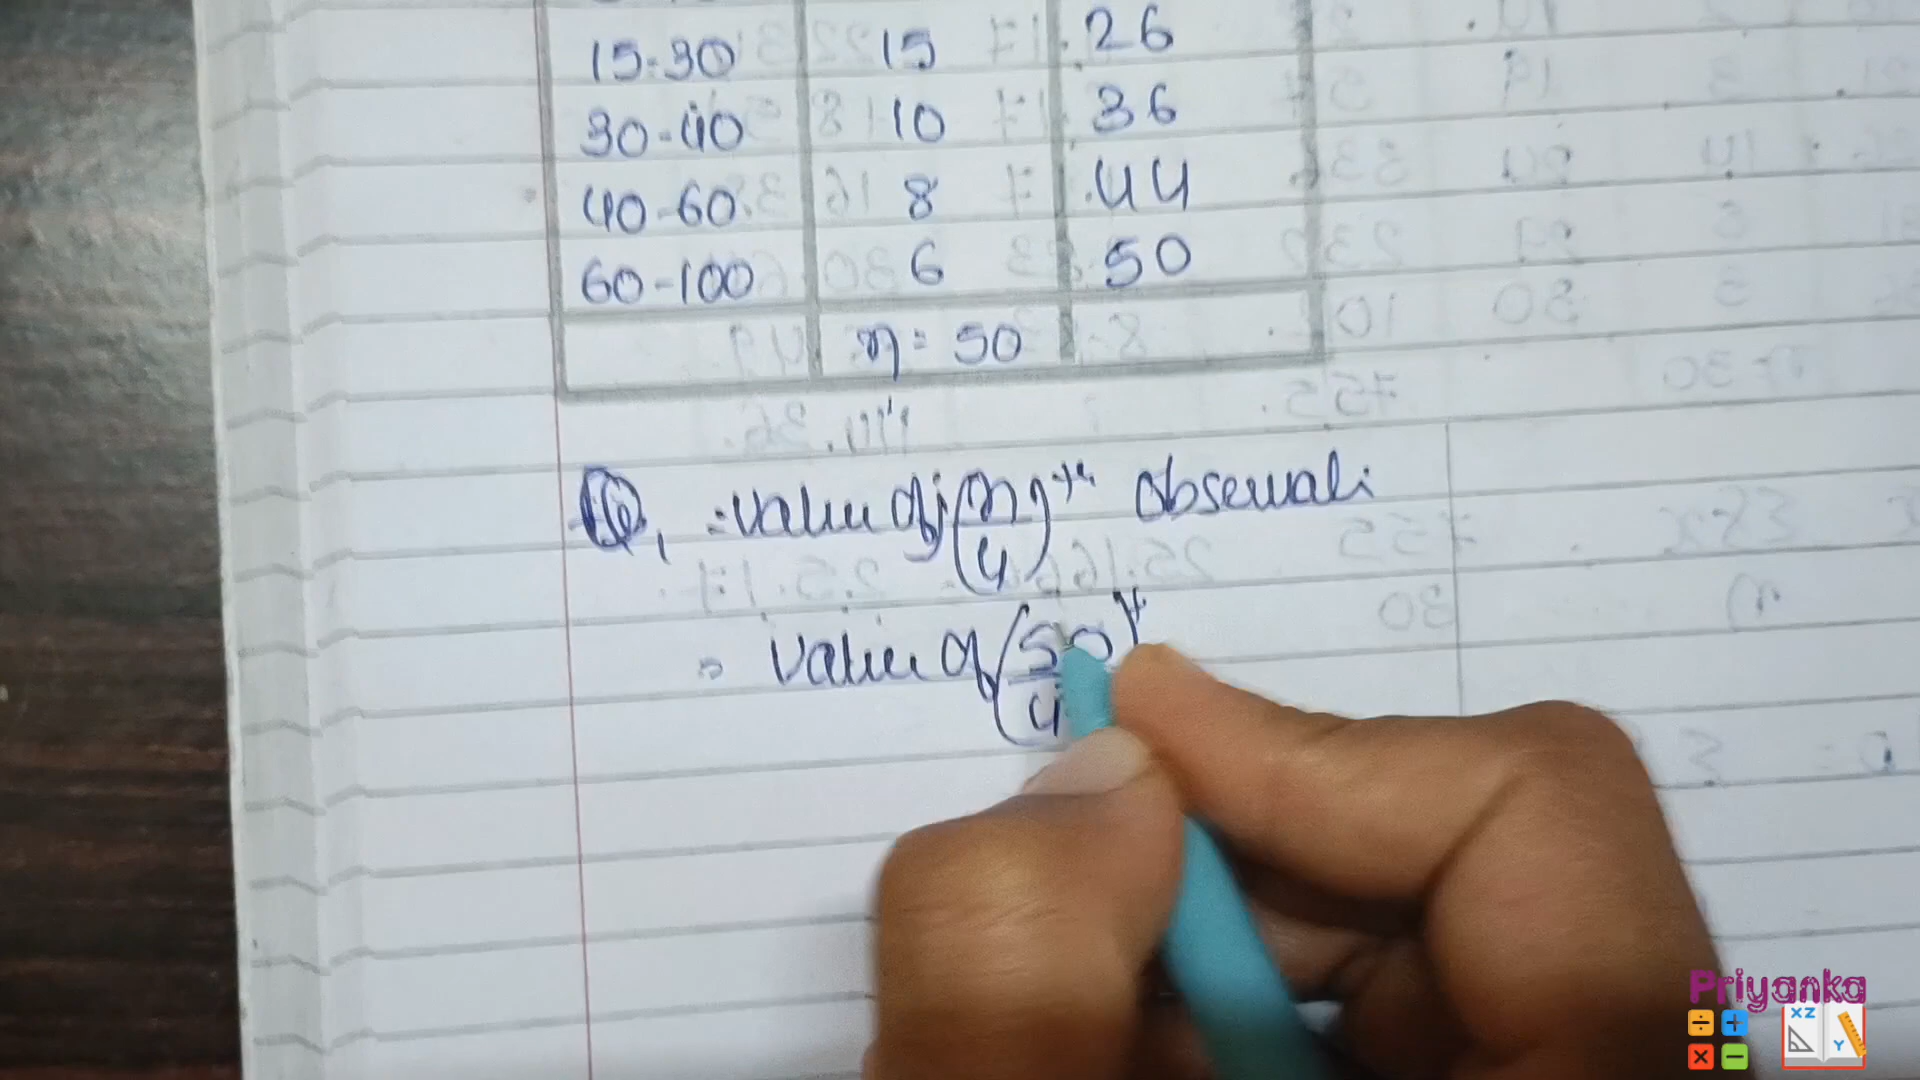 15-30 15 26
30-40 10 36
40-60 8 44
60-100 6 50
n = 50
Q1 = value of (n/4)th observati
= value of (50/4)t
Priyanka
XZ
Y